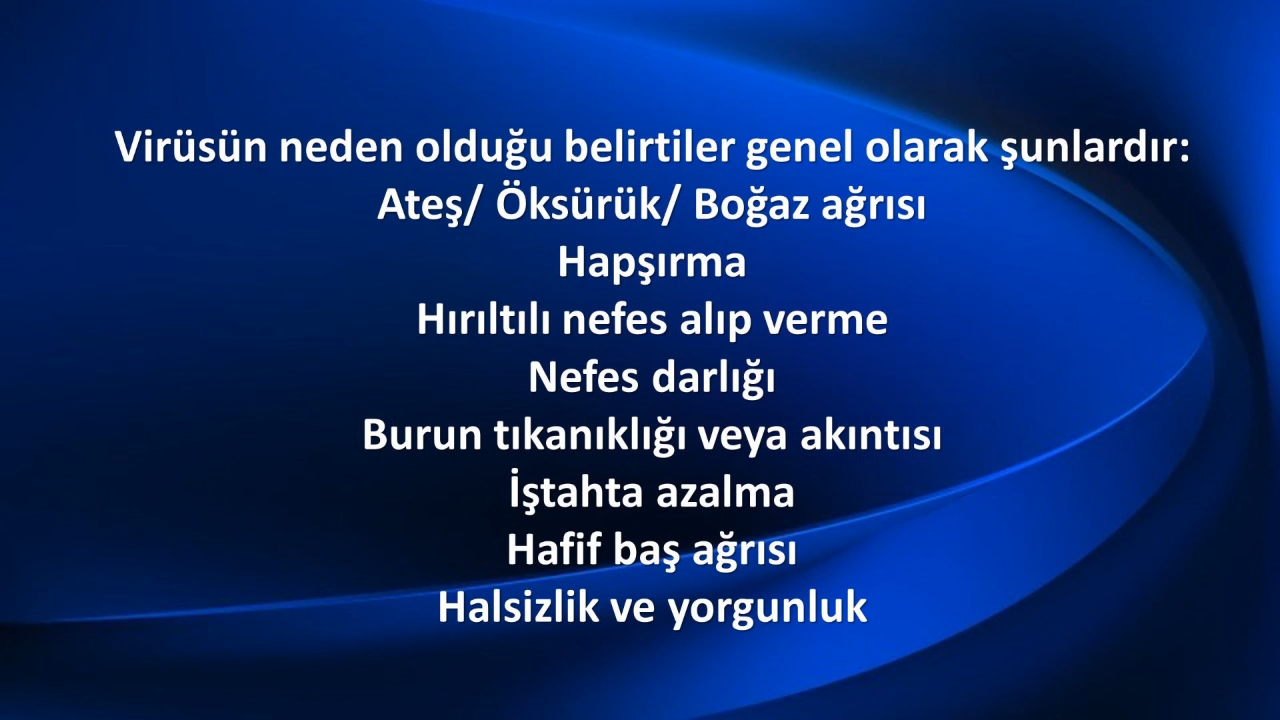 Virüsün neden olduğu belirtiler genel olarak şunlardır:
Ateş/ Öksürük/ Boğaz ağrısı
Hapşırma
Hırıltılı nefes alıp verme
Nefes darlığı
Burun tıkanıklığı veya akıntısı
İştahta azalma
Hafif baş ağrısı
Halsizlik ve yorgunluk